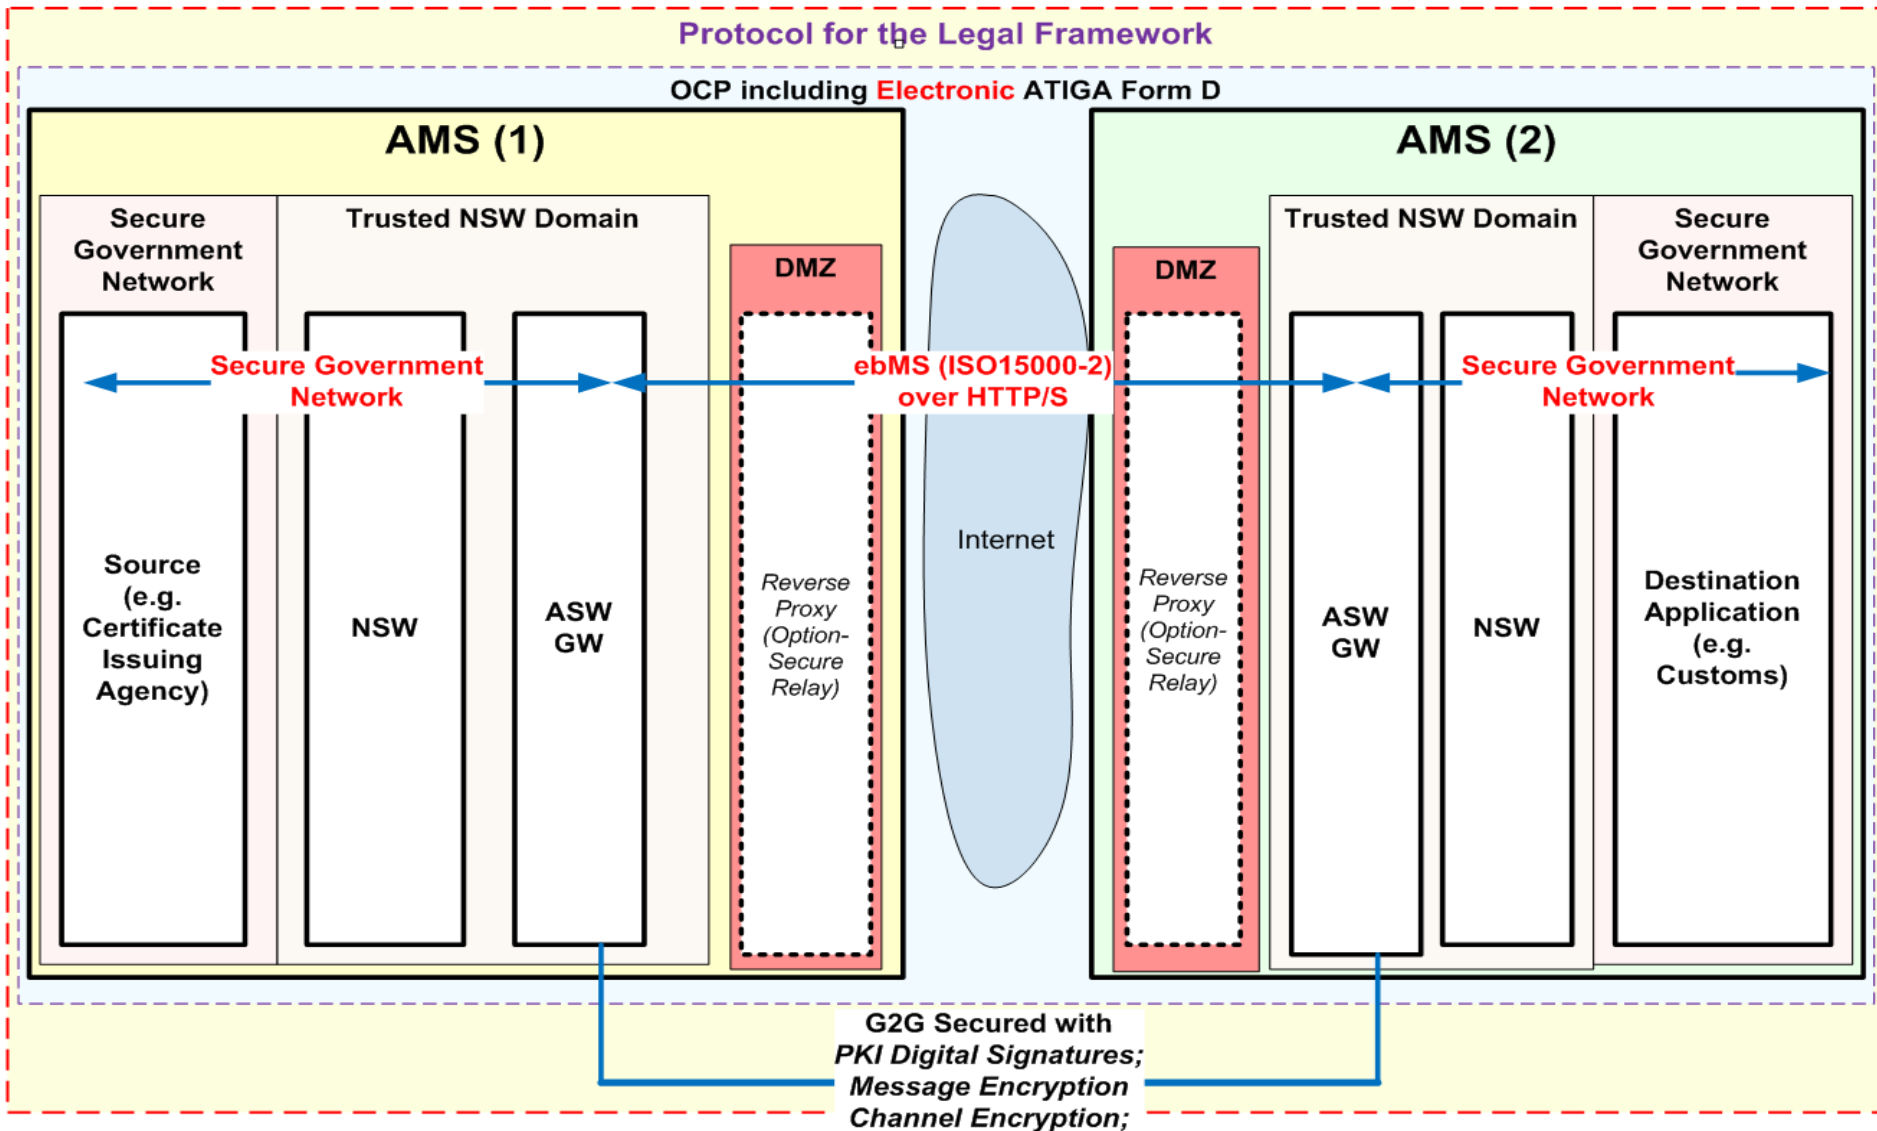 Protocol for the Legal Framework
OCP including Electronic ATIGA Form D
AMS (1)
Secure
Government
Network
Trusted NSW Domain
DMZ
Secure Government
Network
Source
(e.g.
Certificate
Issuing
Agency)
NSW
ASW
GW
Reverse
Proxy
(Option-
Secure
Relay)
ebMS (ISO15000-2)
over HTTP/S
Internet
AMS (2)
DMZ
Trusted NSW Domain
Secure
Government
Network
Secure Government
Network
Reverse
Proxy
(Option-
Secure
Relay)
ASW
GW
NSW
Destination
Application
(e.g.
Customs)
G2G Secured with
PKI Digital Signatures;
Message Encryption
Channel Encryption;